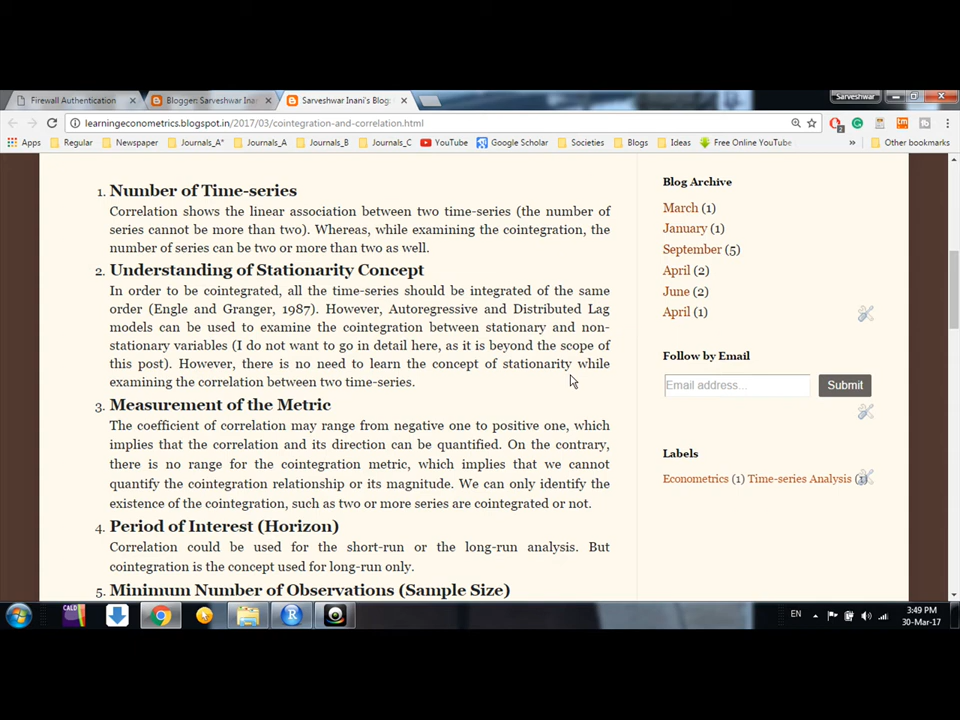 Firewall Authentication
Blogger: Sarveshwar Inani
Sarveshwar Inani's Blog:
Sarveshwar
learningeconometrics.blogspot.in/2017/03/cointegration-and-correlation.html
Apps Regular Newspaper Journals_A* Journals_A Journals_B Journals_C YouTube Google Scholar Societies Blogs Ideas Free Online YouTube » Other bookmarks
1. Number of Time-series
Correlation shows the linear association between two time-series (the number of
series cannot be more than two). Whereas, while examining the cointegration, the
number of series can be two or more than two as well.
2. Understanding of Stationarity Concept
In order to be cointegrated, all the time-series should be integrated of the same
order (Engle and Granger, 1987). However, Autoregressive and Distributed Lag
models can be used to examine the cointegration between stationary and non-
stationary variables (I do not want to go in detail here, as it is beyond the scope of
this post). However, there is no need to learn the concept of stationarity while
examining the correlation between two time-series.
3. Measurement of the Metric
The coefficient of correlation may range from negative one to positive one, which
implies that the correlation and its direction can be quantified. On the contrary,
there is no range for the cointegration metric, which implies that we cannot
quantify the cointegration relationship or its magnitude. We can only identify the
existence of the cointegration, such as two or more series are cointegrated or not.
4. Period of Interest (Horizon)
Correlation could be used for the short-run or the long-run analysis. But
cointegration is the concept used for long-run only.
5. Minimum Number of Observations (Sample Size)
Blog Archive
March (1)
January (1)
September (5)
April (2)
June (2)
April (1)
Follow by Email
Email address...
Submit
Labels
Econometrics (1) Time-series Analysis
CALD
EN
3:49 PM
30-Mar-17